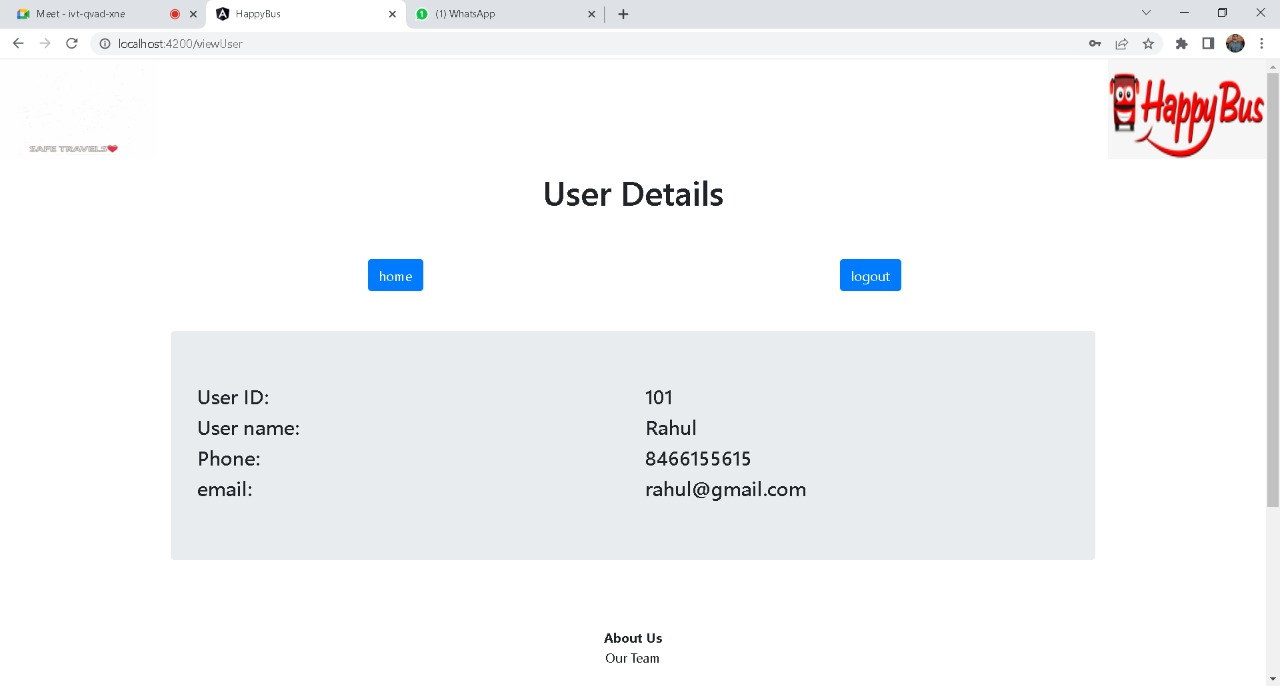 Meet - ivt-qvad-xne
HappyBus
(1) WhatsApp
localhost:4200/viewUser
SAFE TRAVELS
HappyBus
User Details
home
logout
User ID: 101
User name: Rahul
Phone: 8466155615
email: rahul@gmail.com
About Us
Our Team